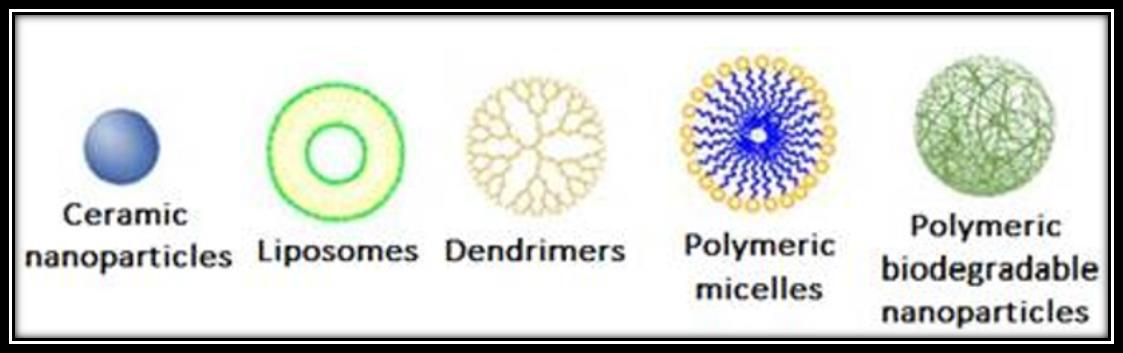 Ceramic
nanoparticles
Liposomes
Dendrimers
Polymeric
micelles
Polymeric
biodegradable
nanoparticles